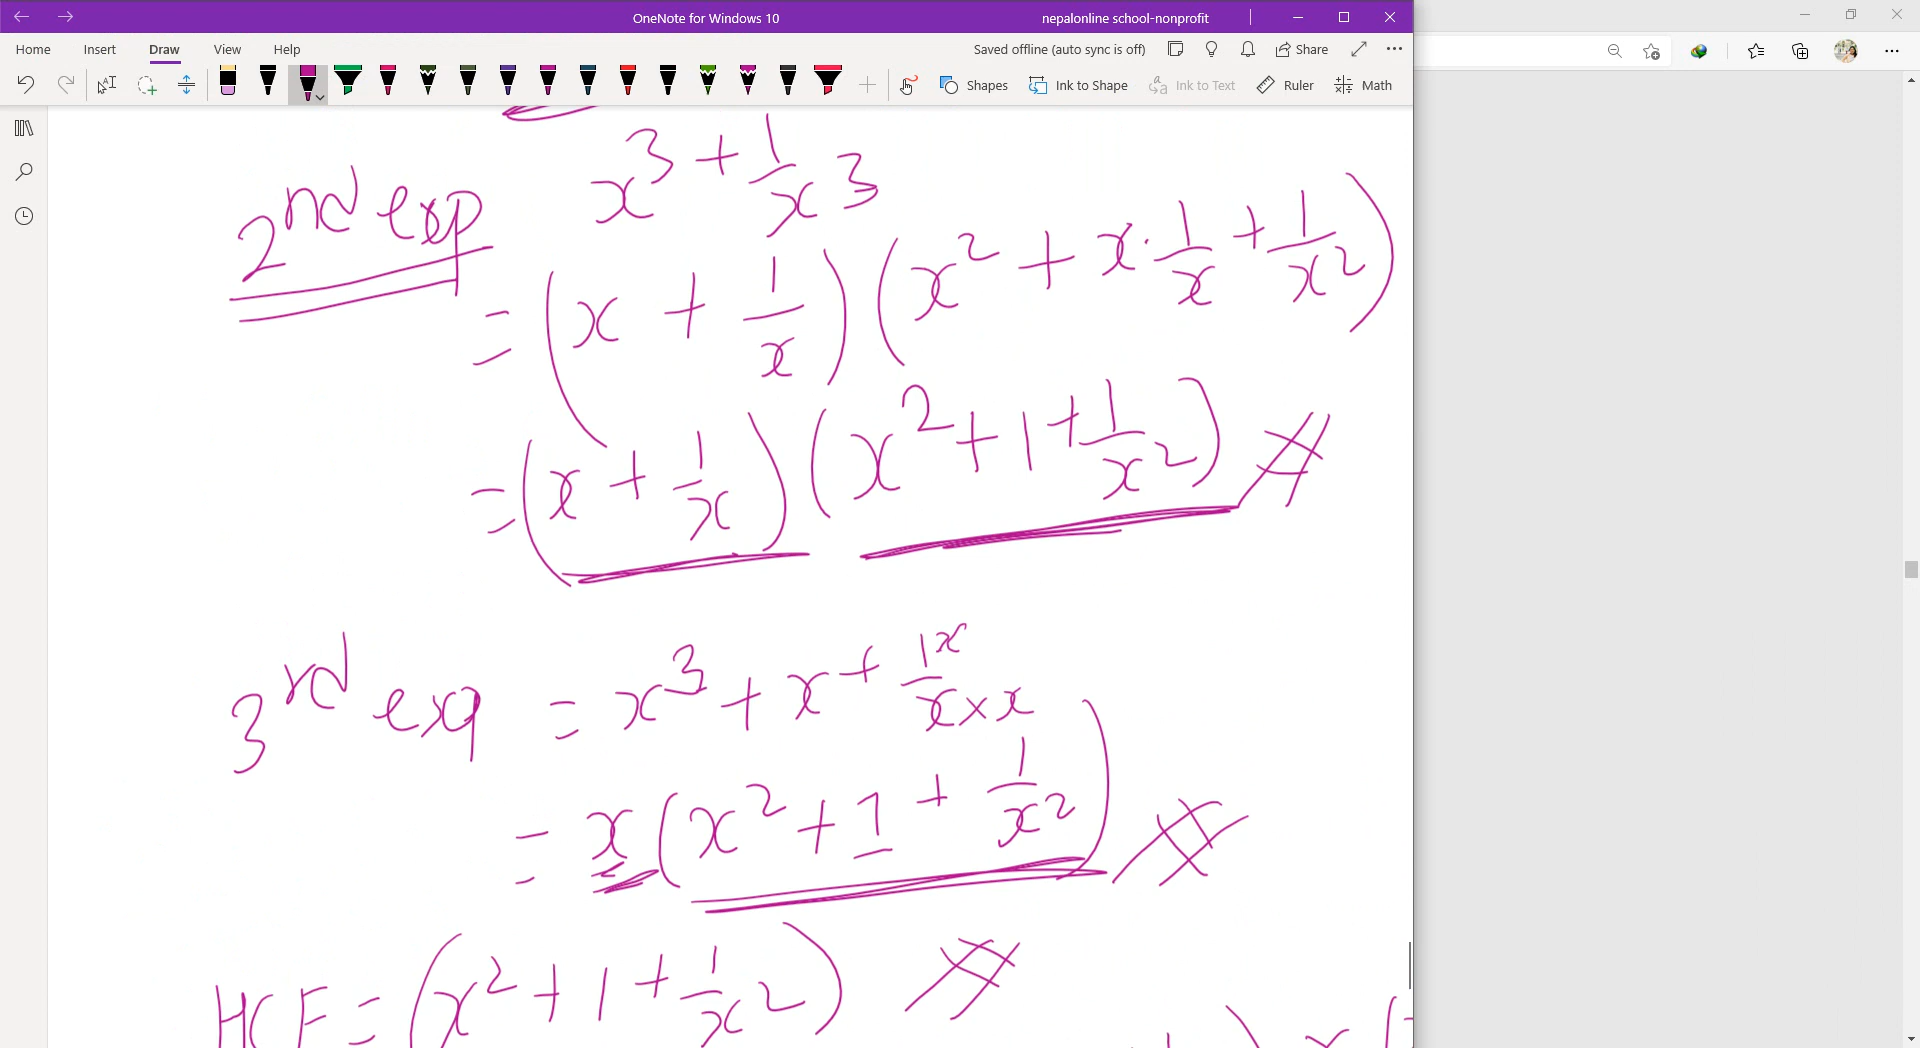 OneNote for Windows 10
nepalonline school-nonprofit
Home Insert Draw View Help
Saved offline (auto sync is off) Share
Shapes Ink to Shape Ink to Text Ruler Math
x³ + 1/x³
2nd exp
= (x + 1/x) (x² + x·1/x + 1/x²)
= (x + 1/x) (x² + 1 + 1/x²)
3rd exp = x³ + x + 1x/x×x
= x (x² + 1 + 1/x²)
HCF = (x² + 1 + 1/x²)